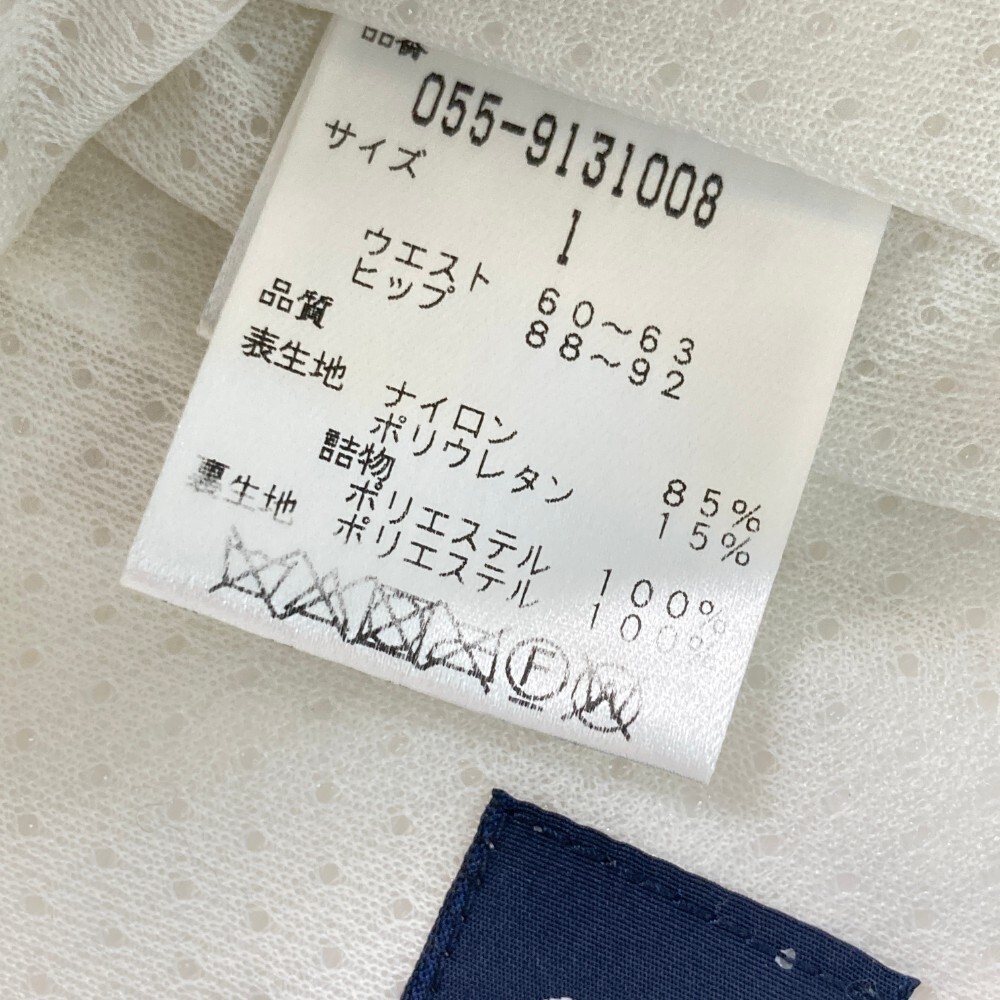 品番
055-9131008
サイズ
1
ウエスト 60～63
ヒップ 88～92
品質
表生地 ナイロン 85%
ポリウレタン 15%
詰物
ポリエステル 100%
裏生地 ポリエステル 100%
F
W